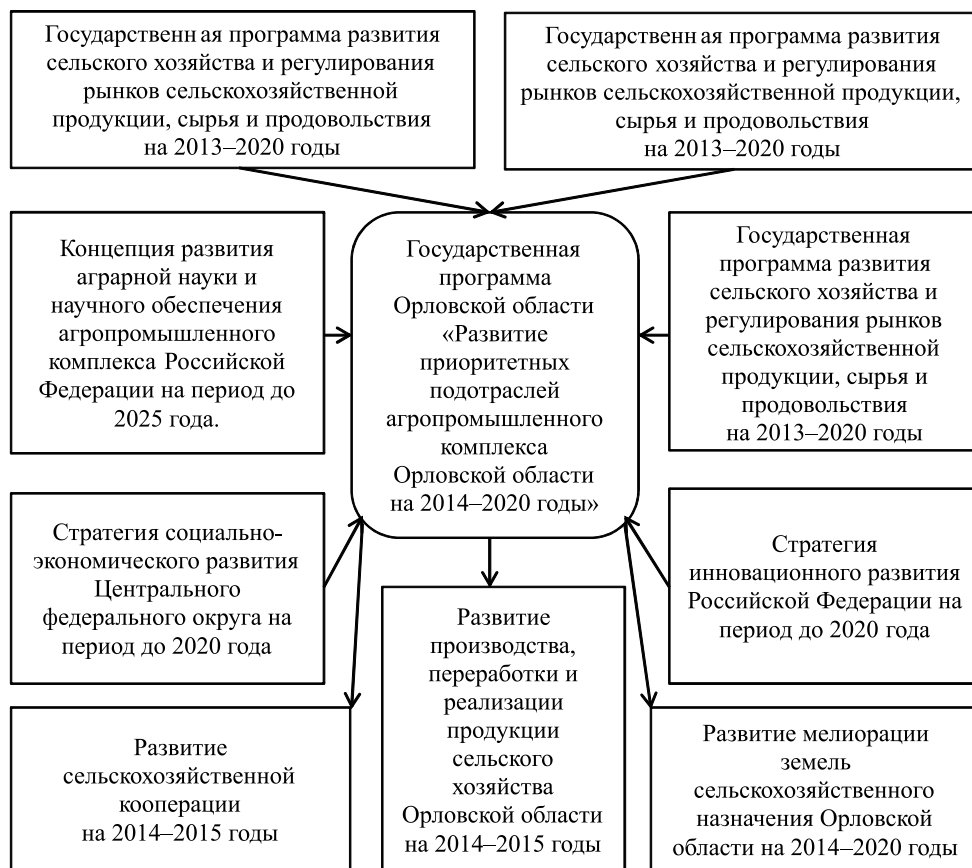 Государственная программа развития
сельского хозяйства и регулирования
рынков сельскохозяйственной
продукции, сырья и продовольствия
на 2013–2020 годы
Государственная программа развития
сельского хозяйства и регулирования
рынков сельскохозяйственной продукции,
сырья и продовольствия
на 2013–2020 годы
Концепция развития
аграрной науки и
научного обеспечения
агропромышленного
комплекса Российской
Федерации на период до
2025 года.
Государственная
программа
Орловской области
«Развитие
приоритетных
подотраслей
агропромышленного
комплекса
Орловской области
на 2014–2020 годы»
Государственная
программа развития
сельского хозяйства и
регулирования рынков
сельскохозяйственной
продукции, сырья и
продовольствия
на 2013–2020 годы
Стратегия социально-
экономического развития
Центрального
федерального округа на
период до 2020 года
Стратегия
инновационного развития
Российской Федерации на
период до 2020 года
Развитие
сельскохозяйственной
кооперации
на 2014–2015 годы
Развитие
производства,
переработки и
реализации
продукции
сельского
хозяйства
Орловской области
на 2014–2015 годы
Развитие мелиорации
земель
сельскохозяйственного
назначения Орловской
области на 2014–2020 годы